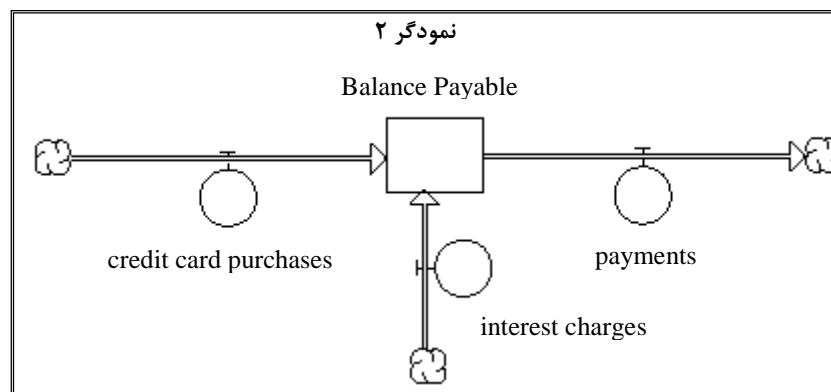 نمودگر ۲
Balance Payable
credit card purchases
payments
interest charges